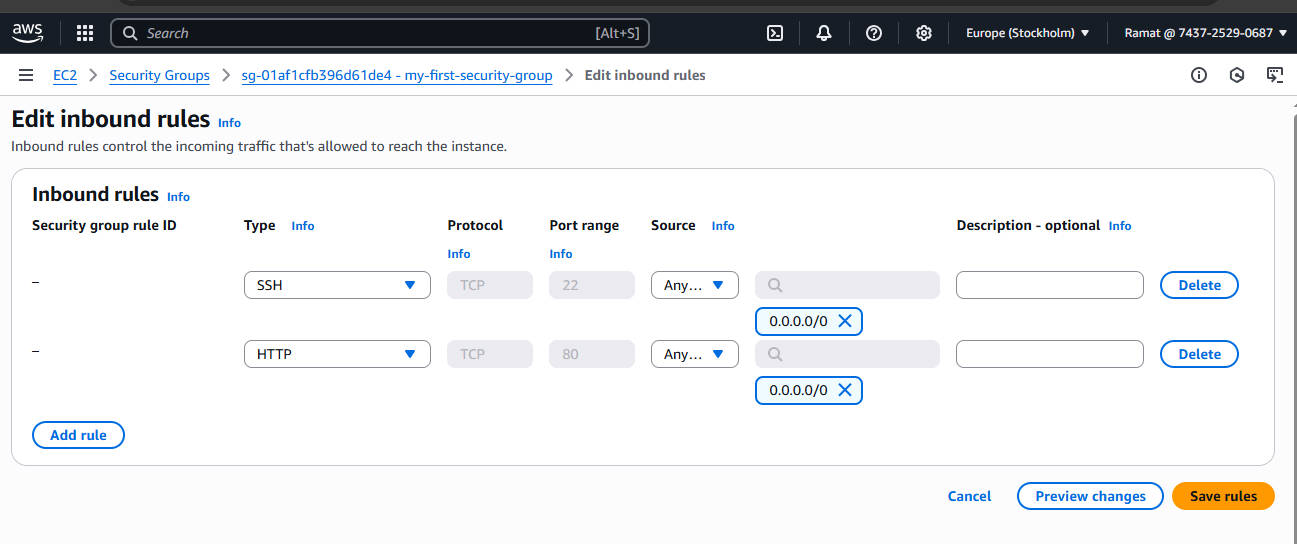 aws
Search [Alt+S] Europe (Stockholm) Ramat @ 7437-2529-0687
EC2 Security Groups sg-01af1cfb396d61de4 - my-first-security-group Edit inbound rules
Edit inbound rules Info
Inbound rules control the incoming traffic that's allowed to reach the instance.
Inbound rules Info
Security group rule ID Type Info Protocol Port range Source Info Description - optional Info
Info Info
– SSH TCP 22 Any... Delete
0.0.0.0/0
– HTTP TCP 80 Any... Delete
0.0.0.0/0
Add rule
Cancel Preview changes Save rules